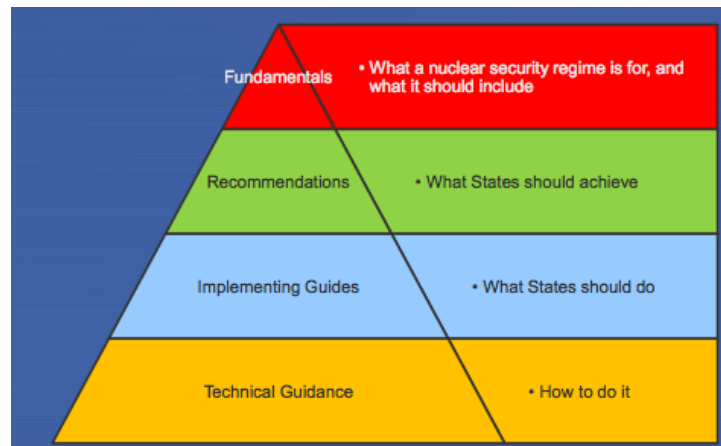 Fundamentals
• What a nuclear security regime is for, and
what it should include
Recommendations
• What States should achieve
Implementing Guides
• What States should do
Technical Guidance
• How to do it